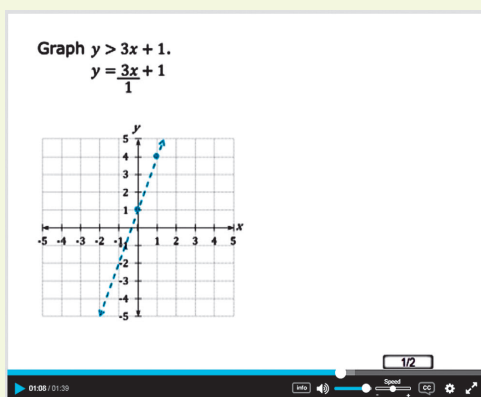 Graph y > 3x + 1.
y = 3x/1 + 1
y
5
4
3
2
1
x
-5 -4 -3 -2 -1 1 2 3 4 5
-2
-3
-4
-5
1/2
01:08 / 01:39
info
Speed
- +
CC